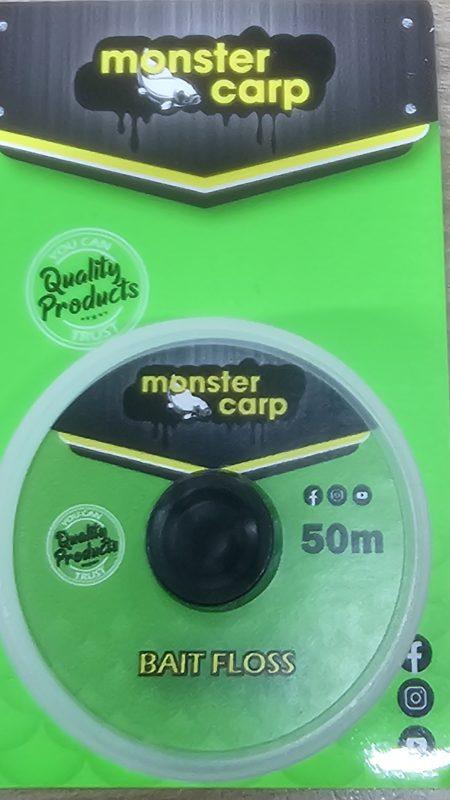 monster
carp
YOU CAN
Quality
Products
TRUST
monster
carp
YOU CAN
Quality
Products
TRUST
50m
BAIT FLOSS